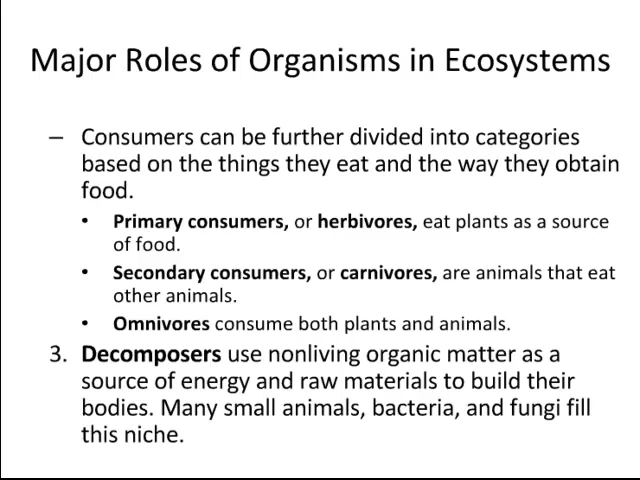 Major Roles of Organisms in Ecosystems
– Consumers can be further divided into categories
based on the things they eat and the way they obtain
food.
• Primary consumers, or herbivores, eat plants as a source
of food.
• Secondary consumers, or carnivores, are animals that eat
other animals.
• Omnivores consume both plants and animals.
3. Decomposers use nonliving organic matter as a
source of energy and raw materials to build their
bodies. Many small animals, bacteria, and fungi fill
this niche.